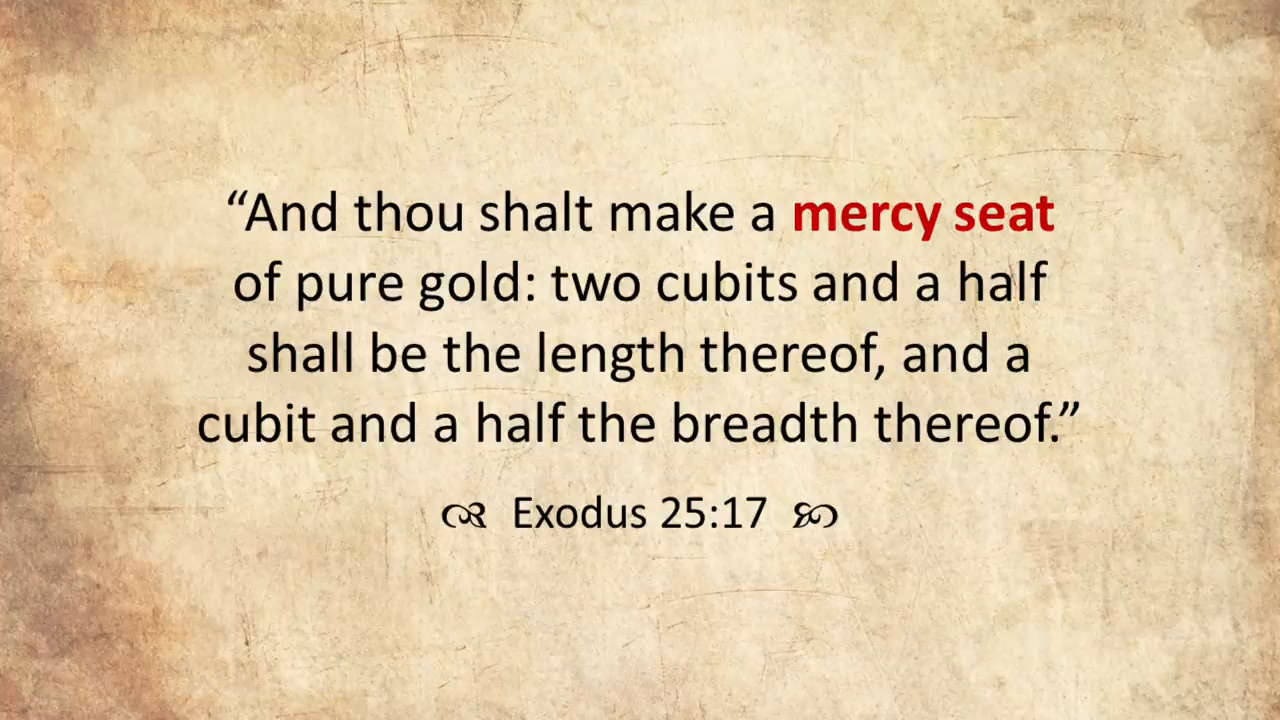 “And thou shalt make a mercy seat
of pure gold: two cubits and a half
shall be the length thereof, and a
cubit and a half the breadth thereof.”
Exodus 25:17